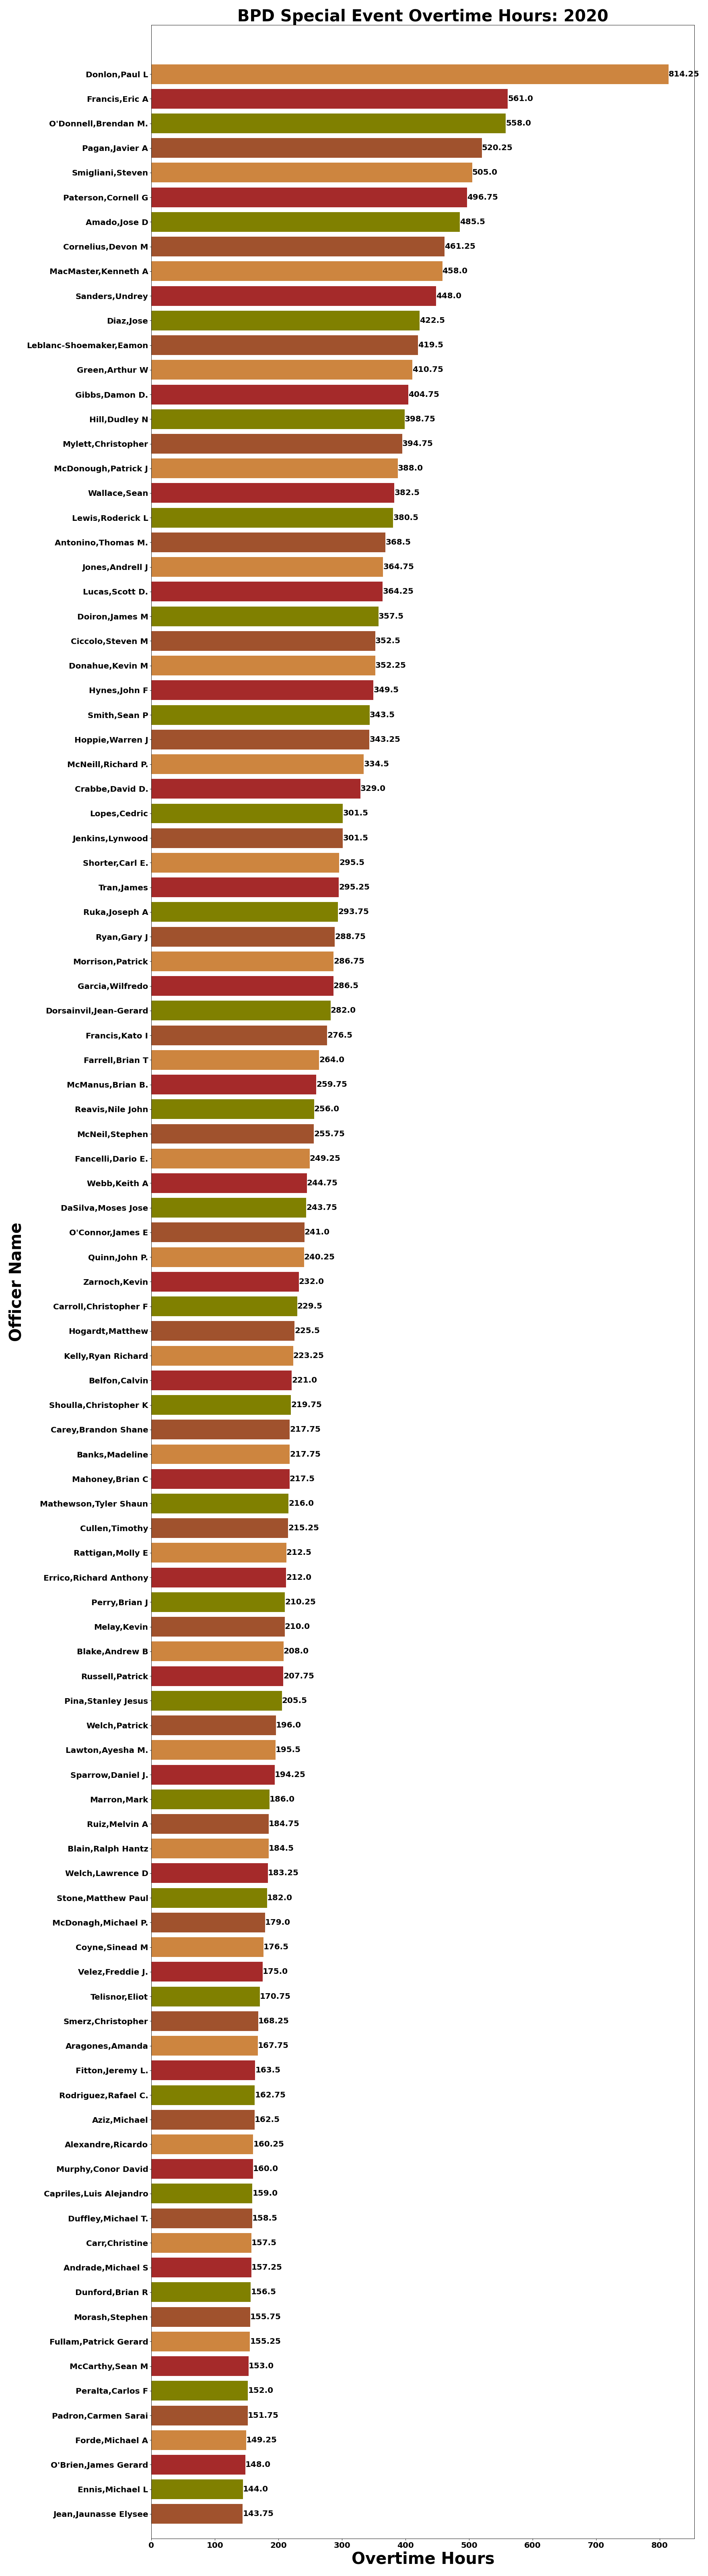 BPD Special Event Overtime Hours: 2020
Donlon,Paul L 814.25
Francis,Eric A 561.0
O'Donnell,Brendan M. 558.0
Pagan,Javier A 520.25
Smigliani,Steven 505.0
Paterson,Cornell G 496.75
Amado,Jose D 485.5
Cornelius,Devon M 461.25
MacMaster,Kenneth A 458.0
Sanders,Undrey 448.0
Diaz,Jose 422.5
Leblanc-Shoemaker,Eamon 419.5
Green,Arthur W 410.75
Gibbs,Damon D. 404.75
Hill,Dudley N 398.75
Mylett,Christopher 394.75
McDonough,Patrick J 388.0
Wallace,Sean 382.5
Lewis,Roderick L 380.5
Antonino,Thomas M. 368.5
Jones,Andrell J 364.75
Lucas,Scott D. 364.25
Doiron,James M 357.5
Ciccolo,Steven M 352.5
Donahue,Kevin M 352.25
Hynes,John F 349.5
Smith,Sean P 343.5
Hoppie,Warren J 343.25
McNeill,Richard P. 334.5
Crabbe,David D. 329.0
Lopes,Cedric 301.5
Jenkins,Lynwood 301.5
Shorter,Carl E. 295.5
Tran,James 295.25
Ruka,Joseph A 293.75
Ryan,Gary J 288.75
Morrison,Patrick 286.75
Garcia,Wilfredo 286.5
Dorsainvil,Jean-Gerard 282.0
Francis,Kato I 276.5
Farrell,Brian T 264.0
McManus,Brian B. 259.75
Reavis,Nile John 256.0
McNeil,Stephen 255.75
Fancelli,Dario E. 249.25
Webb,Keith A 244.75
DaSilva,Moses Jose 243.75
O'Connor,James E 241.0
Quinn,John P. 240.25
Zarnoch,Kevin 232.0
Carroll,Christopher F 229.5
Hogardt,Matthew 225.5
Kelly,Ryan Richard 223.25
Belfon,Calvin 221.0
Shoulla,Christopher K 219.75
Carey,Brandon Shane 217.75
Banks,Madeline 217.75
Mahoney,Brian C 217.5
Mathewson,Tyler Shaun 216.0
Cullen,Timothy 215.25
Rattigan,Molly E 212.5
Errico,Richard Anthony 212.0
Perry,Brian J 210.25
Melay,Kevin 210.0
Blake,Andrew B 208.0
Russell,Patrick 207.75
Pina,Stanley Jesus 205.5
Welch,Patrick 196.0
Lawton,Ayesha M. 195.5
Sparrow,Daniel J. 194.25
Marron,Mark 186.0
Ruiz,Melvin A 184.75
Blain,Ralph Hantz 184.5
Welch,Lawrence D 183.25
Stone,Matthew Paul 182.0
McDonagh,Michael P. 179.0
Coyne,Sinead M 176.5
Velez,Freddie J. 175.0
Telisnor,Eliot 170.75
Smerz,Christopher 168.25
Aragones,Amanda 167.75
Fitton,Jeremy L. 163.5
Rodriguez,Rafael C. 162.75
Aziz,Michael 162.5
Alexandre,Ricardo 160.25
Murphy,Conor David 160.0
Capriles,Luis Alejandro 159.0
Duffley,Michael T. 158.5
Carr,Christine 157.5
Andrade,Michael S 157.25
Dunford,Brian R 156.5
Morash,Stephen 155.75
Fullam,Patrick Gerard 155.25
McCarthy,Sean M 153.0
Peralta,Carlos F 152.0
Padron,Carmen Sarai 151.75
Forde,Michael A 149.25
O'Brien,James Gerard 148.0
Ennis,Michael L 144.0
Jean,Jaunasse Elysee 143.75
Officer Name
0 100 200 300 400 500 600 700 800
Overtime Hours